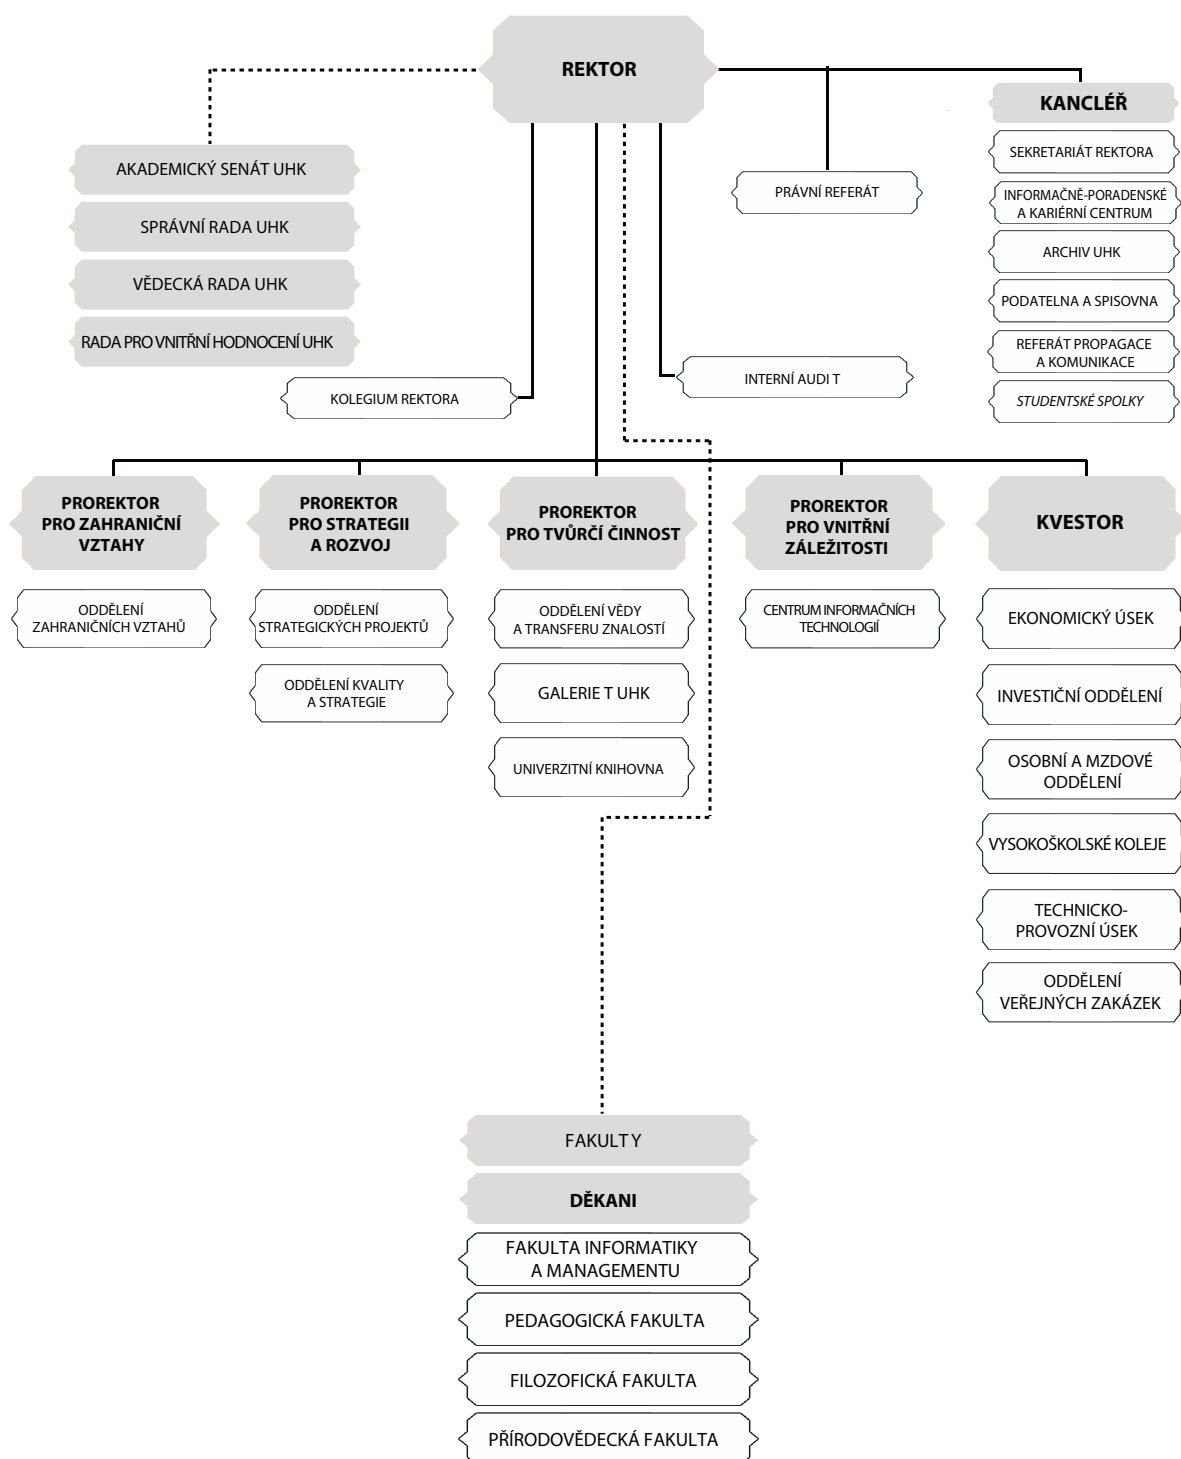 REKTOR
KANCLÉŘ
SEKRETARIÁT REKTORA
INFORMAČNĚ-PORADENSKÉ
A KARIÉRNÍ CENTRUM
ARCHIV UHK
PODATELNA A SPISOVNA
REFERÁT PROPAGACE
A KOMUNIKACE
STUDENTSKÉ SPOLKY
PRÁVNÍ REFERÁT
AKADEMICKÝ SENÁT UHK
SPRÁVNÍ RADA UHK
VĚDECKÁ RADA UHK
RADA PRO VNITŘNÍ HODNOCENÍ UHK
KOLEGIUM REKTORA
INTERNÍ AUDI T
PROREKTOR
PRO ZAHRANIČNÍ
VZTAHY
ODDĚLENÍ
ZAHRANIČNÍCH VZTAHŮ
PROREKTOR
PRO STRATEGII
A ROZVOJ
ODDĚLENÍ
STRATEGICKÝCH PROJEKTŮ
ODDĚLENÍ KVALITY
A STRATEGIE
PROREKTOR
PRO TVŮRČÍ ČINNOST
ODDĚLENÍ VĚDY
A TRANSFERU ZNALOSTÍ
GALERIE T UHK
UNIVERZITNÍ KNIHOVNA
PROREKTOR
PRO VNITŘNÍ
ZÁLEŽITOSTI
CENTRUM INFORMAČNÍCH
TECHNOLOGIÍ
KVESTOR
EKONOMICKÝ ÚSEK
INVESTIČNÍ ODDĚLENÍ
OSOBNÍ A MZDOVÉ
ODDĚLENÍ
VYSOKOŠKOLSKÉ KOLEJE
TECHNICKO-
PROVOZNÍ ÚSEK
ODDĚLENÍ
VEŘEJNÝCH ZAKÁZEK
FAKULTY
DĚKANI
FAKULTA INFORMATIKY
A MANAGEMENTU
PEDAGOGICKÁ FAKULTA
FILOZOFICKÁ FAKULTA
PŘÍRODOVĚDECKÁ FAKULTA